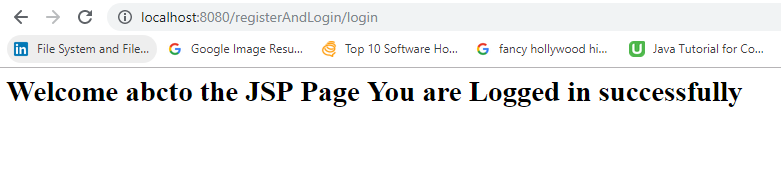 localhost:8080/registerAndLogin/login
File System and File... Google Image Resu... Top 10 Software Ho... fancy hollywood hi... Java Tutorial for Co...
Welcome abcto the JSP Page You are Logged in successfully